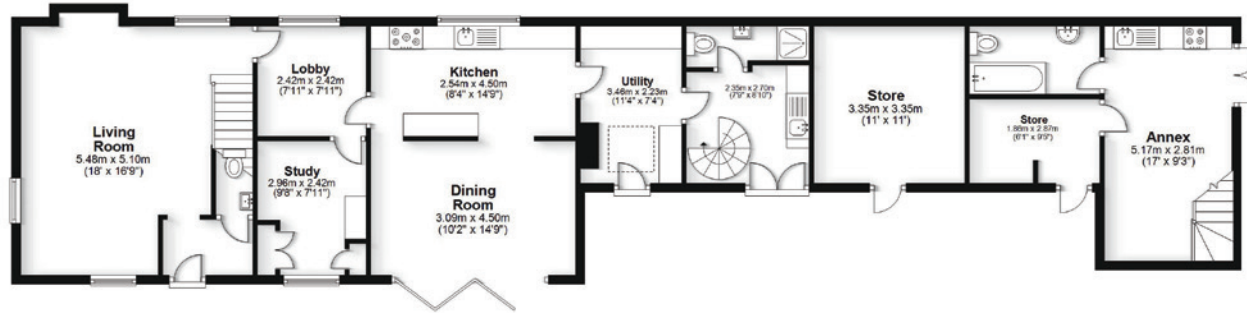 Living
Room
5.48m x 5.10m
(18' x 16'9")
Lobby
2.42m x 2.42m
(7'11" x 7'11")
Study
2.96m x 2.42m
(9'8" x 7'11")
Kitchen
2.54m x 4.50m
(8'4" x 14'9")
Dining
Room
3.09m x 4.50m
(10'2" x 14'9")
Utility
3.46m x 2.23m
(11'4" x 7'4")
2.35m x 2.70m
(7'9" x 8'10")
Store
3.35m x 3.35m
(11' x 11')
Store
1.86m x 2.87m
(6'1" x 9'5")
Annex
5.17m x 2.81m
(17' x 9'3")